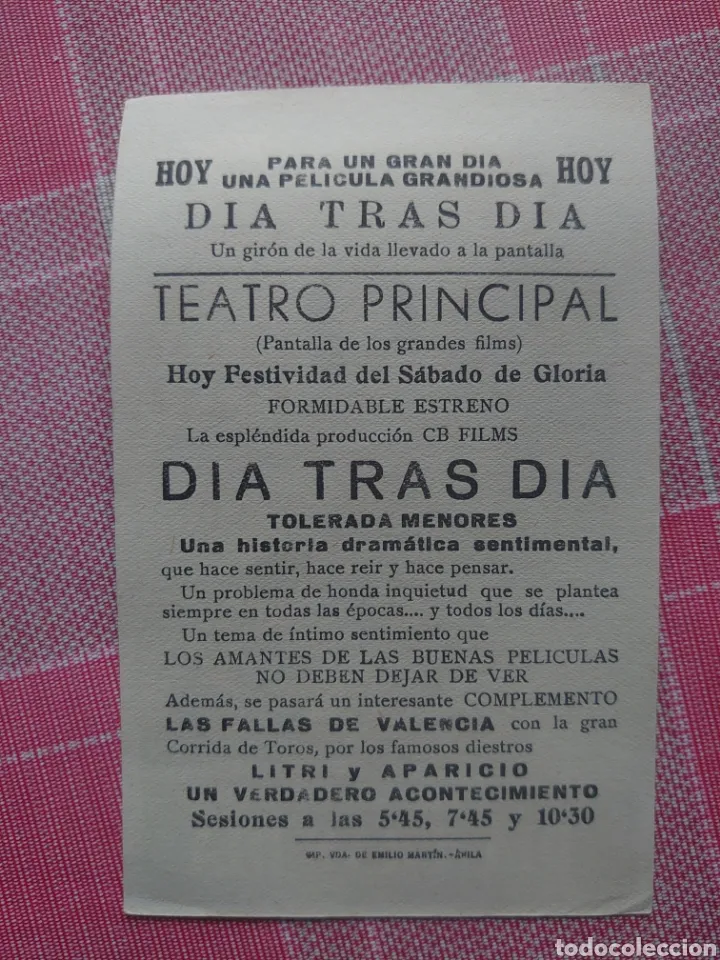 HOY PARA UN GRAN DIA HOY
UNA PELICULA GRANDIOSA
DIA TRAS DIA
Un girón de la vida llevado a la pantalla
TEATRO PRINCIPAL
(Pantalla de los grandes films)
Hoy Festividad del Sábado de Gloria
FORMIDABLE ESTRENO
La espléndida producción CB FILMS
DIA TRAS DIA
TOLERADA MENORES
Una historia dramática sentimental,
que hace sentir, hace reir y hace pensar.
Un problema de honda inquietud que se plantea
siempre en todas las épocas.... y todos los días....
Un tema de íntimo sentimiento que
LOS AMANTES DE LAS BUENAS PELICULAS
NO DEBEN DEJAR DE VER
Además, se pasará un interesante COMPLEMENTO
LAS FALLAS DE VALENCIA con la gran
Corrida de Toros, por los famosos diestros
LITRI y APARICIO
UN VERDADERO ACONTECIMIENTO
Sesiones a las 5‘45, 7‘45 y 10‘30
IMP. VDA. DE EMILIO MARTÍN.-ÁVILA
todocoleccion